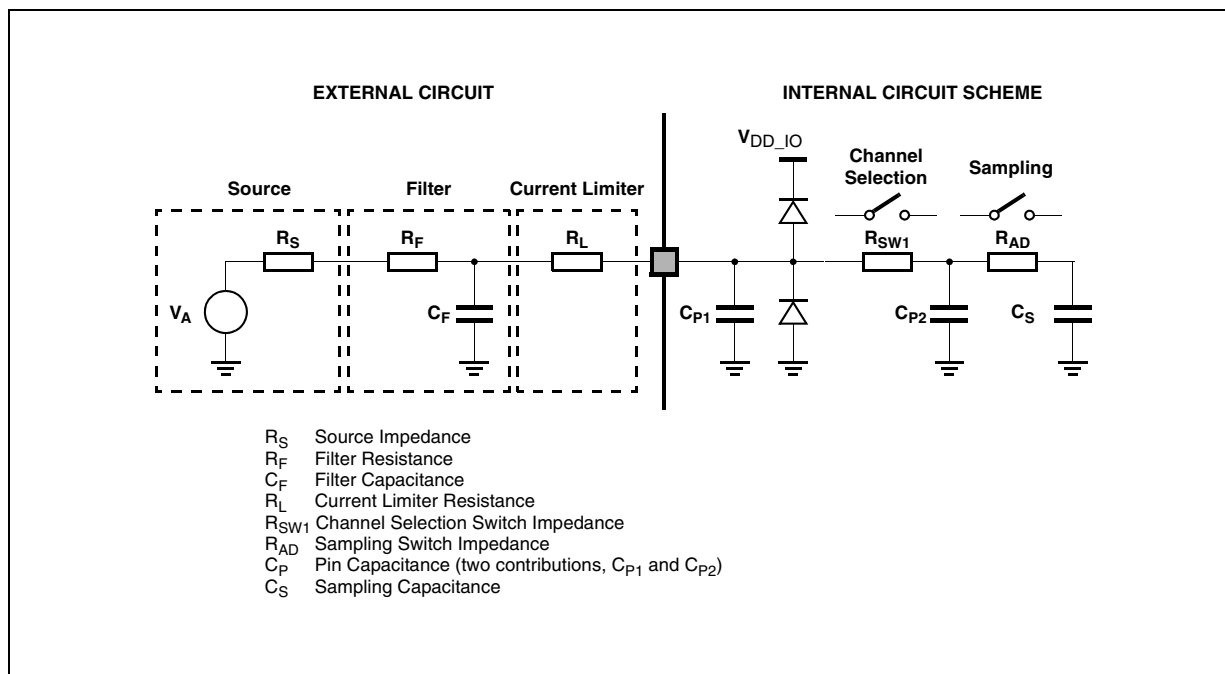 EXTERNAL CIRCUIT
INTERNAL CIRCUIT SCHEME
VDD_IO
Channel
Selection
Sampling
Source
Filter
Current Limiter
RS
RF
RL
RSW1
RAD
VA
CF
CP1
CP2
CS
RS Source Impedance
RF Filter Resistance
CF Filter Capacitance
RL Current Limiter Resistance
RSW1 Channel Selection Switch Impedance
RAD Sampling Switch Impedance
CP Pin Capacitance (two contributions, CP1 and CP2)
CS Sampling Capacitance